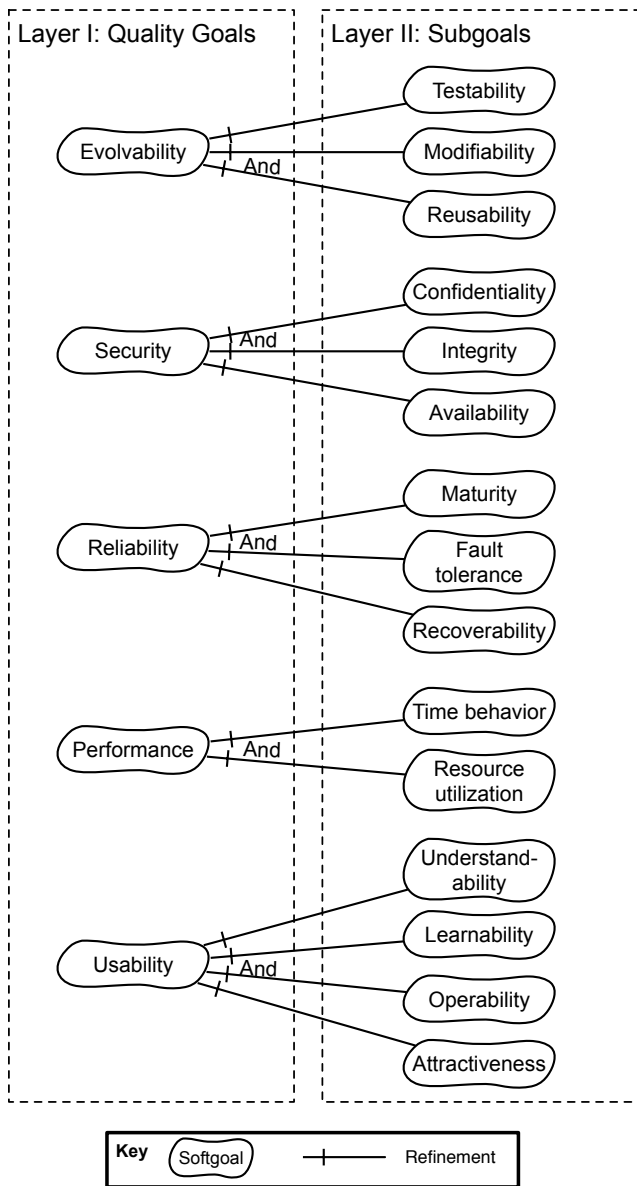 Layer I: Quality Goals
Layer II: Subgoals
Testability
Evolvability
Modifiability
And
Reusability
Confidentiality
And
Security
Integrity
Availability
Maturity
And
Reliability
Fault
tolerance
Recoverability
Time behavior
Performance
And
Resource
utilization
Understand-
ability
Learnability
Usability
And
Operability
Attractiveness
Key
Softgoal
Refinement